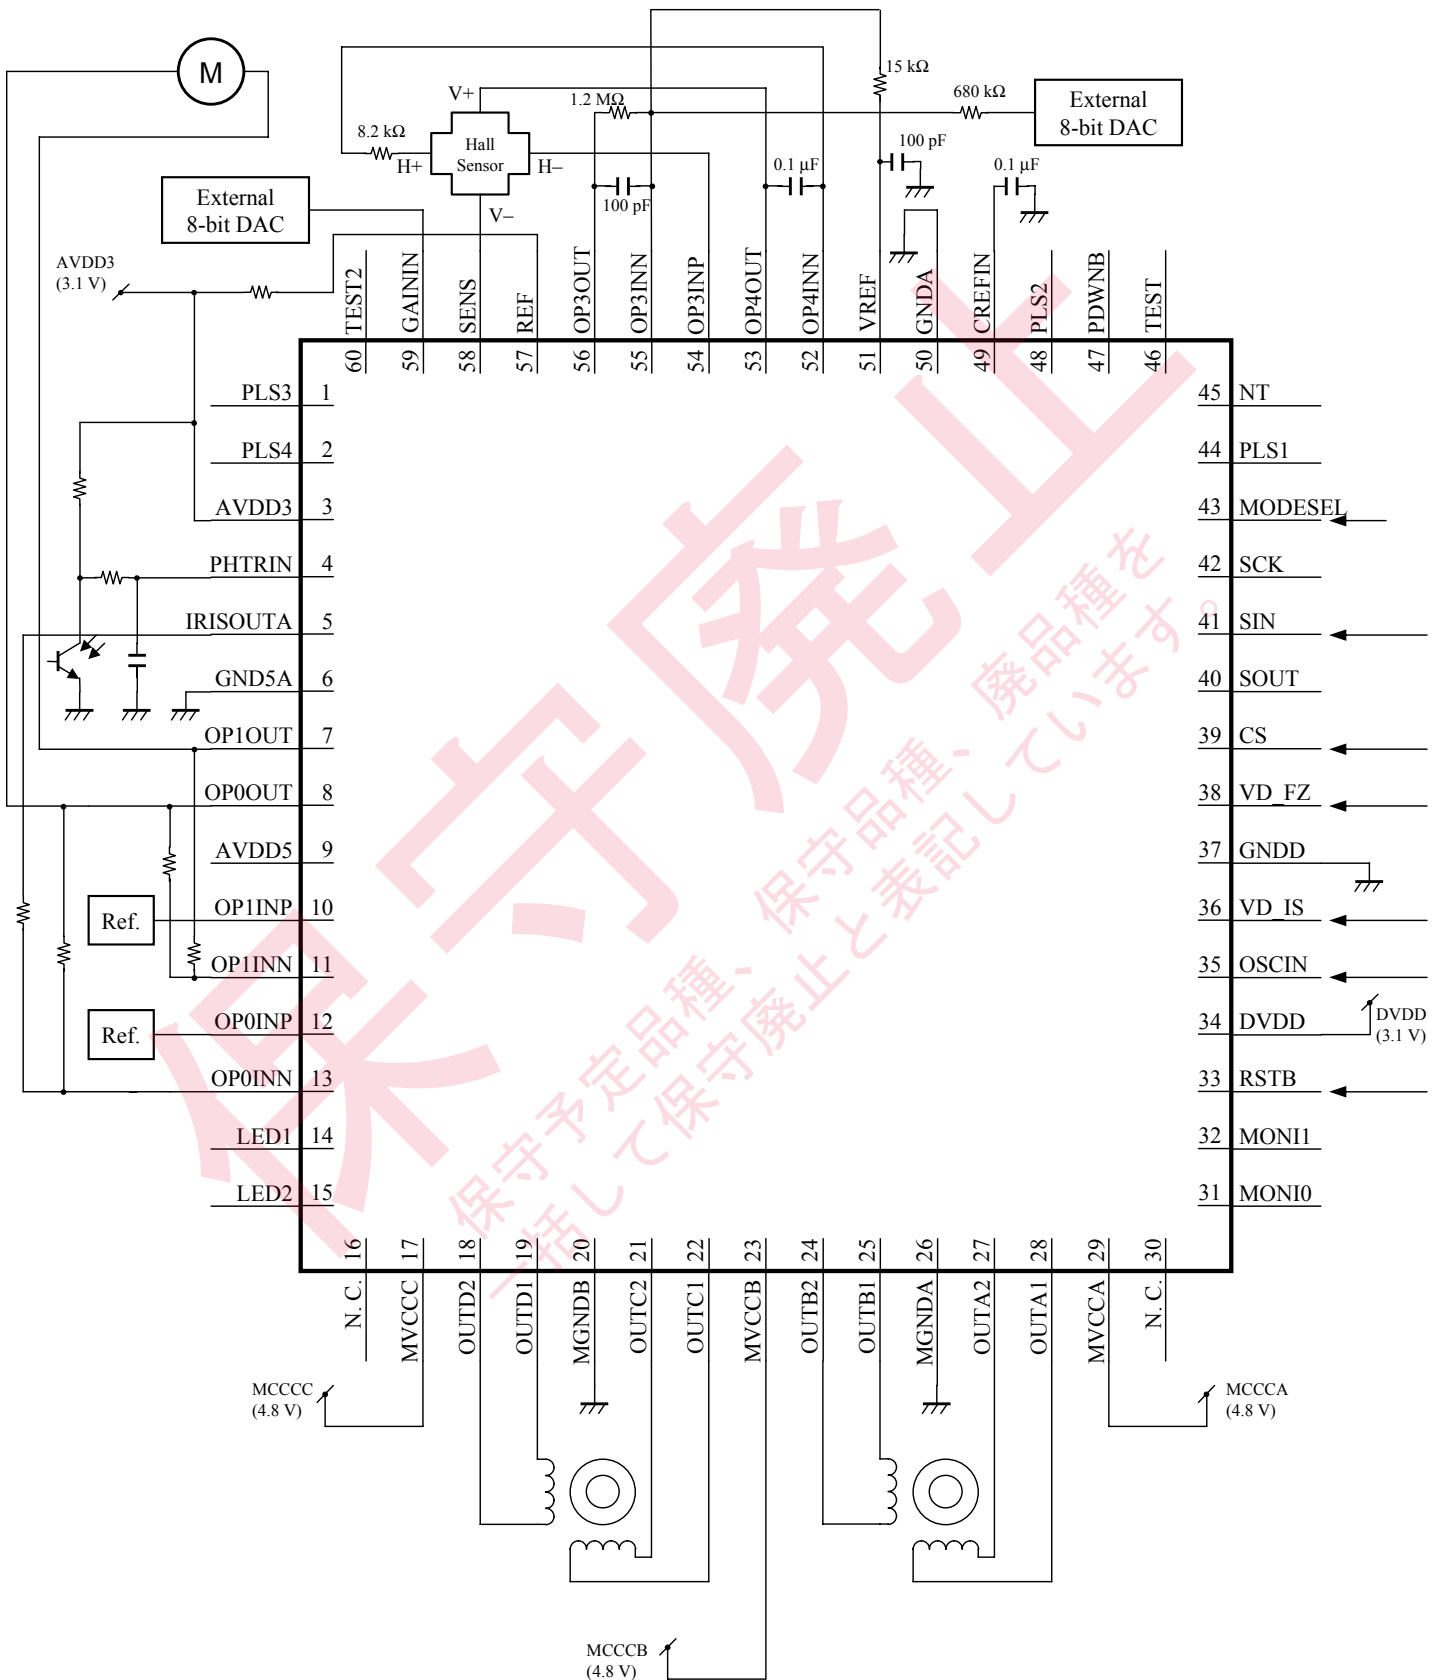 M
15 kΩ
680 kΩ
External
8-bit DAC
V+
1.2 MΩ
8.2 kΩ
Hall
Sensor
H+
H−
V−
100 pF
0.1 µF
100 pF
0.1 µF
External
8-bit DAC
AVDD3
(3.1 V)
TEST2
GAININ
SENS
REF
OP3OUT
OP3INN
OP3INP
OP4OUT
OP4INN
VREF
GNDA
CREFIN
PLS2
PDWNB
TEST
60
59
58
57
56
55
54
53
52
51
50
49
48
47
46
PLS3 1
PLS4 2
AVDD3 3
PHTRIN 4
IRISOUTA 5
GND5A 6
OP1OUT 7
OP0OUT 8
AVDD5 9
Ref.
OP1INP 10
OP1INN 11
Ref.
OP0INP 12
OP0INN 13
LED1 14
LED2 15
45 NT
44 PLS1
43 MODESEL
42 SCK
41 SIN
40 SOUT
39 CS
38 VD_FZ
37 GNDD
36 VD_IS
35 OSCIN
34 DVDD
DVDD
(3.1 V)
33 RSTB
32 MONI1
31 MONI0
16
17
18
19
20
21
22
23
24
25
26
27
28
29
30
N. C.
MVCCC
OUTD2
OUTD1
MGNDB
OUTC2
OUTC1
MVCCB
OUTB2
OUTB1
MGNDA
OUTA2
OUTA1
MVCCA
N. C.
MCCCC
(4.8 V)
MCCCA
(4.8 V)
MCCCB
(4.8 V)
保守廃止
保守予定品種、保守品種、廃品種を
一括して保守廃止と表記しています。